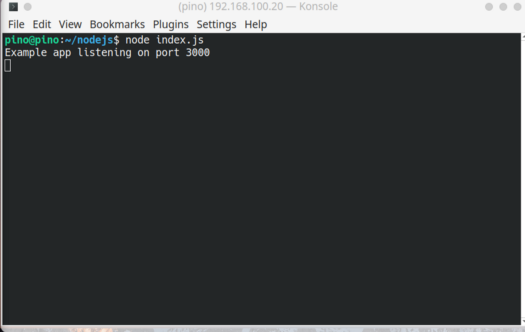 (pino) 192.168.100.20 — Konsole
File Edit View Bookmarks Plugins Settings Help
pino@pino:~/nodejs$ node index.js
Example app listening on port 3000